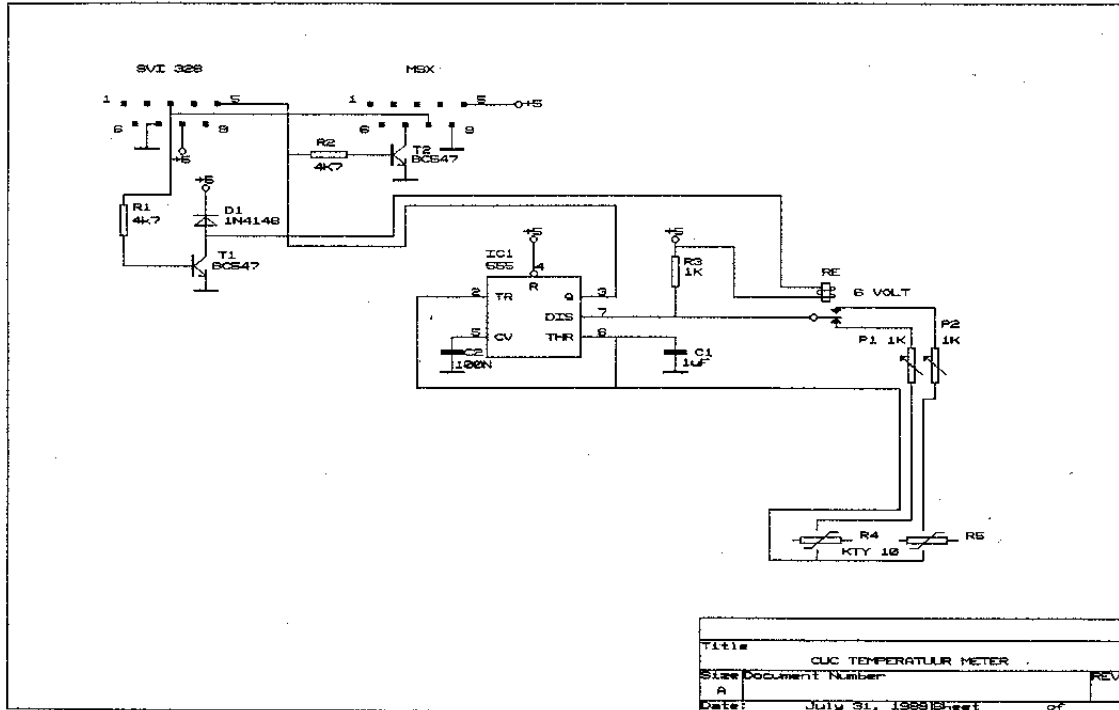 SVI 328
MSX
1
5
1
5
+5
6
9
6
9
+5
R2
4K7
T2
BC547
+5
R1
4K7
D1
1N4148
T1
BC547
+5
IC1
555
4
R
+5
R3
1K
RE
6 VOLT
2
TR
Q
3
DIS
7
5
CV
THR
6
C2
100N
C1
1uF
P1 1K
P2
1K
R4
R5
KTY 10
Title
CUC TEMPERATUUR METER
Size
Document Number
REV
A
Date:
July 31, 1989
Sheet
of